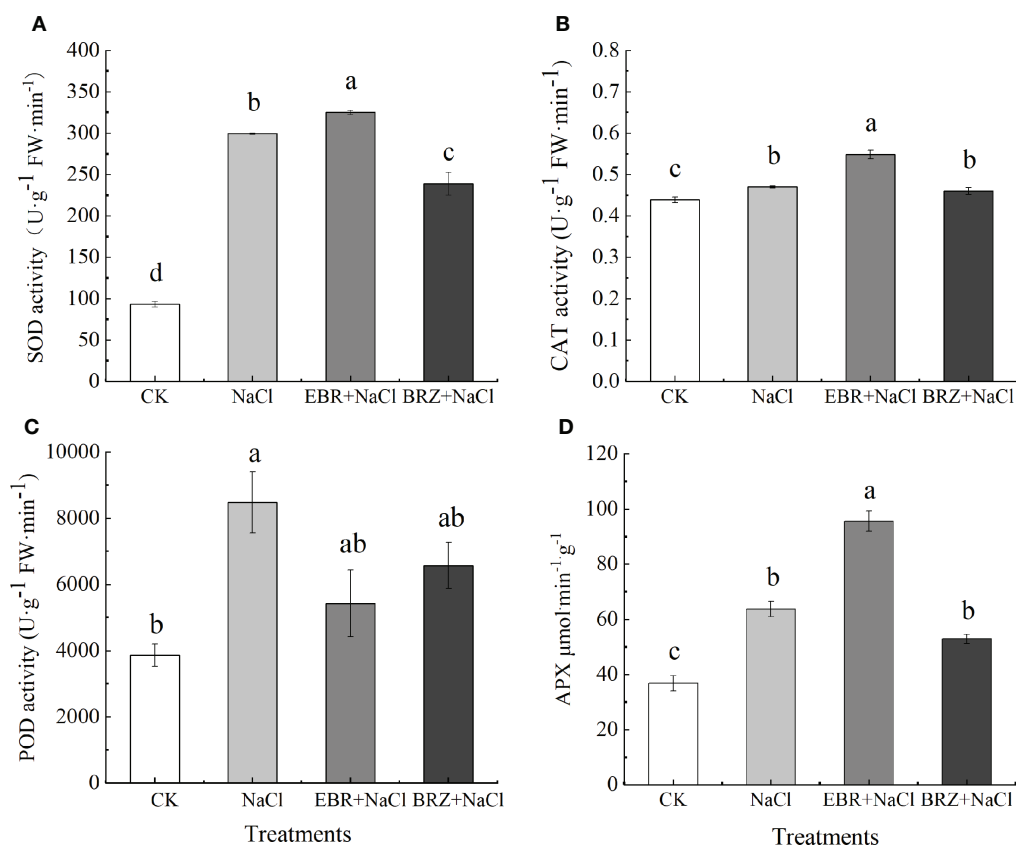 A
SOD activity （U·g⁻¹ FW·min⁻¹)
400
350
300
250
200
150
100
50
0
d
b
a
c
CK NaCl EBR+NaCl BRZ+NaCl
B
CAT activity (U·g⁻¹ FW·min⁻¹)
0.8
0.7
0.6
0.5
0.4
0.3
0.2
0.1
0.0
c
b
a
b
CK NaCl EBR+NaCl BRZ+NaCl
C
POD activity (U·g⁻¹ FW·min⁻¹)
10000
8000
6000
4000
2000
0
b
a
ab
ab
CK NaCl EBR+NaCl BRZ+NaCl
Treatments
D
APX μmol·min⁻¹·g⁻¹
120
100
80
60
40
20
0
c
b
a
b
CK NaCl EBR+NaCl BRZ+NaCl
Treatments